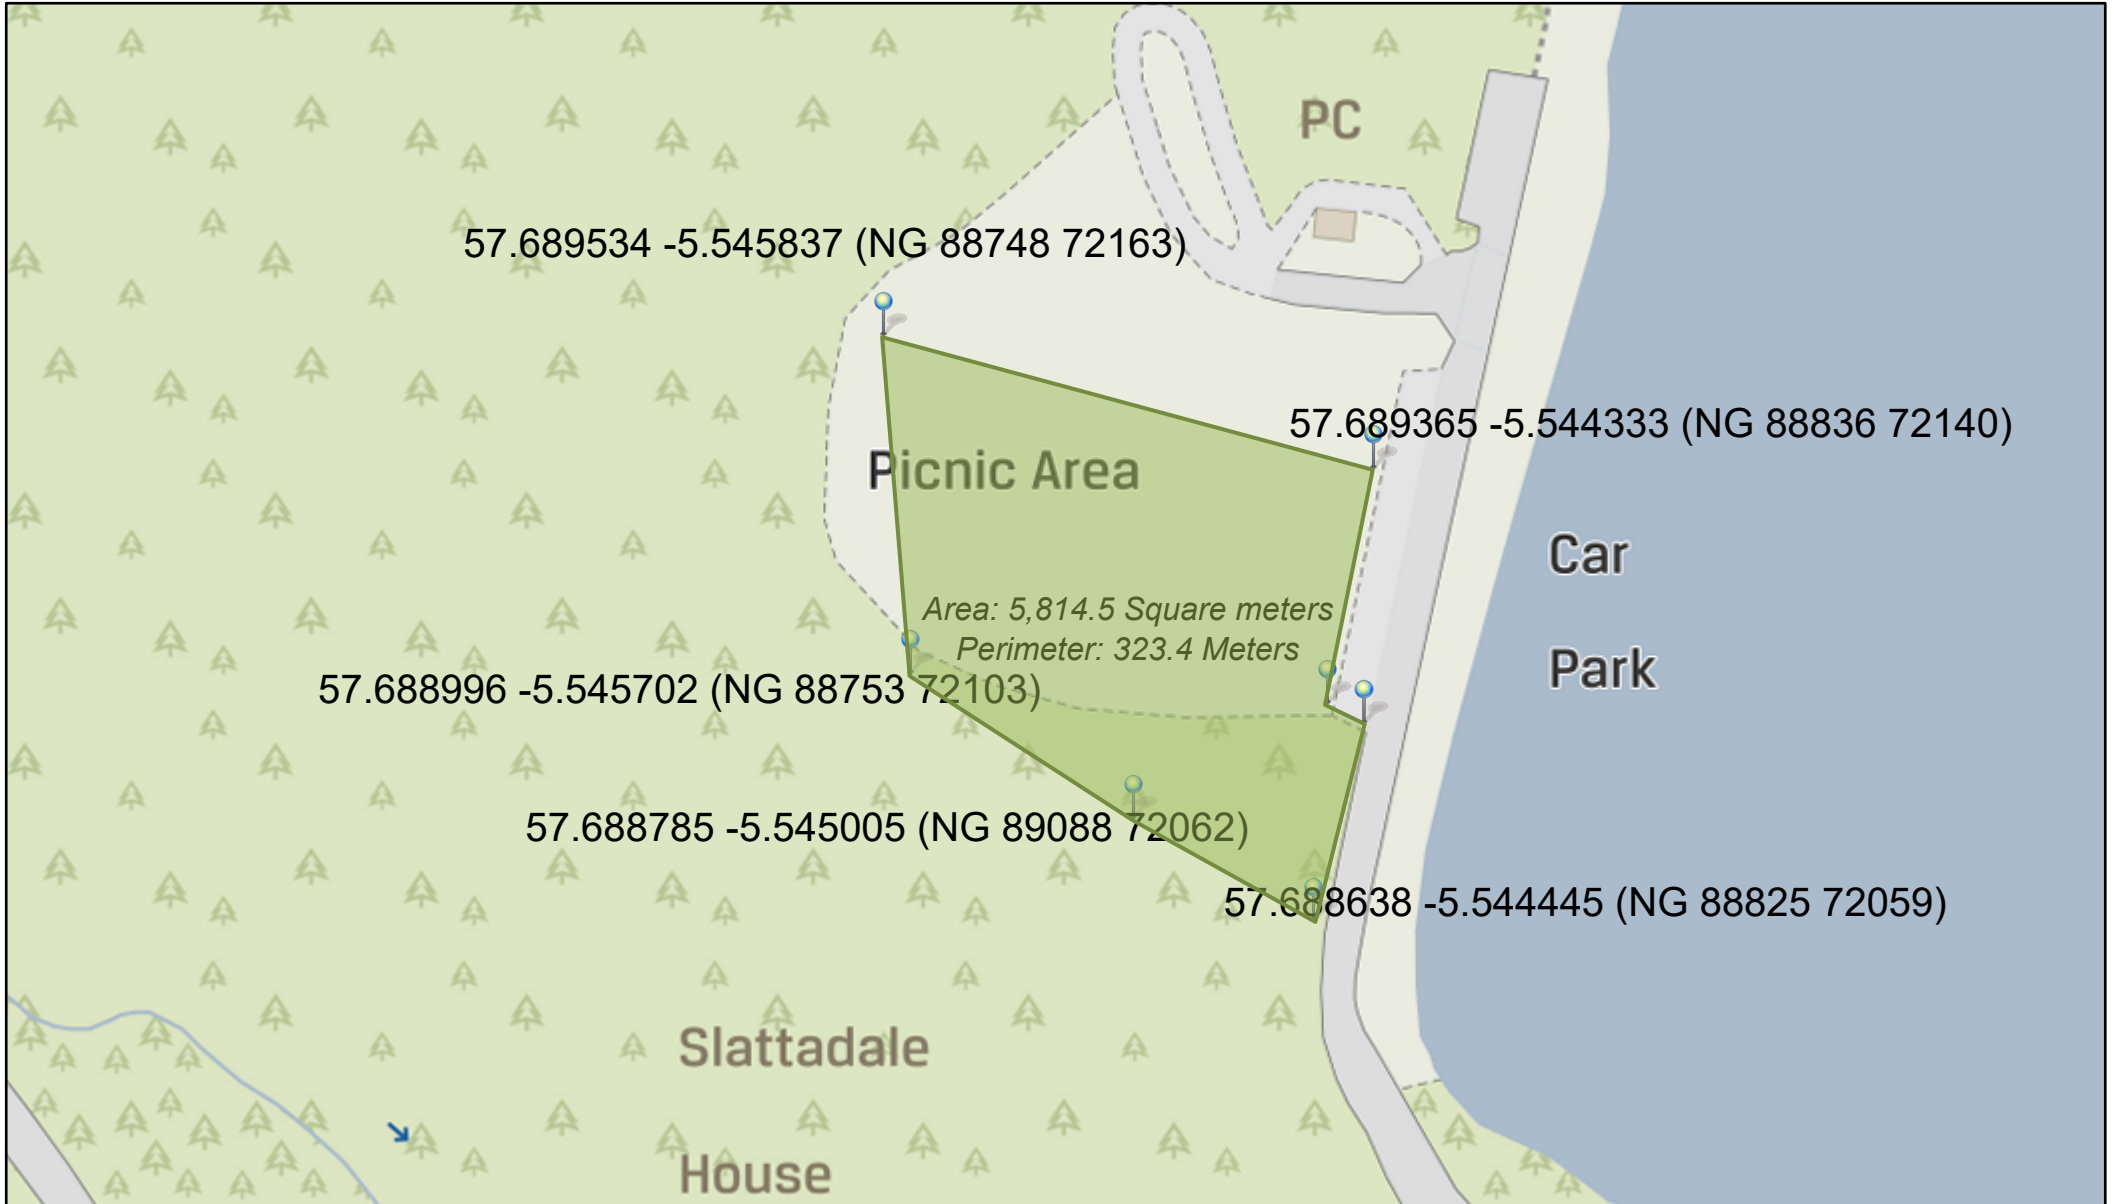 PC
57.689534 -5.545837 (NG 88748 72163)
57.689365 -5.544333 (NG 88836 72140)
Picnic Area
Car
Park
Area: 5,814.5 Square meters
Perimeter: 323.4 Meters
57.688996 -5.545702 (NG 88753 72103)
57.688785 -5.545005 (NG 89088 72062)
57.688638 -5.544445 (NG 88825 72059)
Slattadale
House